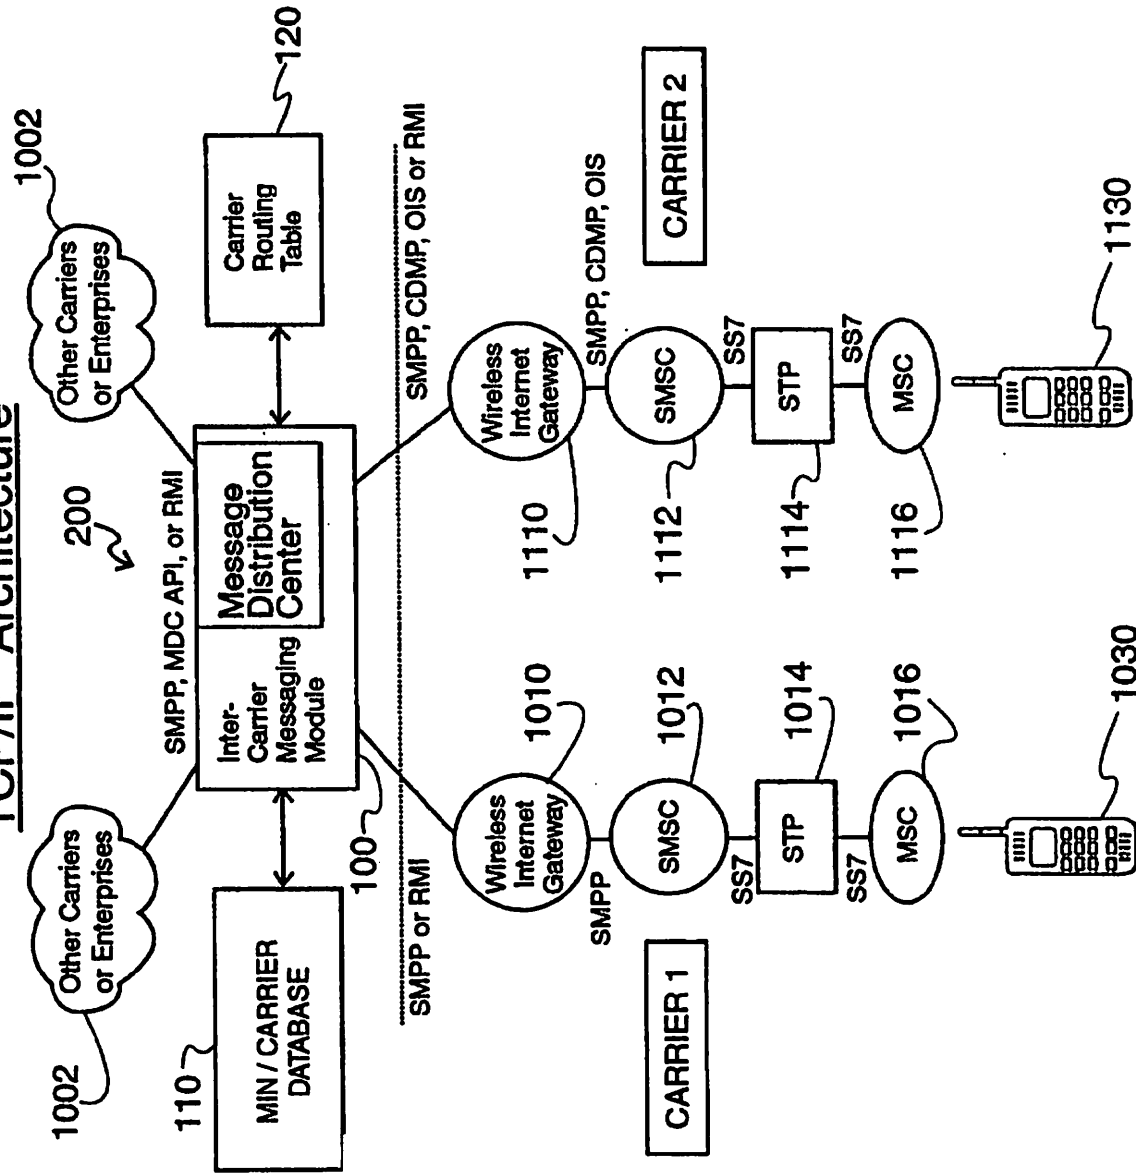 TCP/IP Architecture
1002
Other Carriers
or Enterprises
200
1002
Other Carriers
or Enterprises
SMPP, MDC API, or RMI
110
MIN / CARRIER
DATABASE
Inter-
Carrier
Messaging
Module
Message
Distribution
Center
Carrier
Routing
Table
120
100
SMPP or RMI
SMPP, CDMP, OIS or RMI
CARRIER 1
Wireless
Internet
Gateway
1010
SMPP
SMSC
1012
SS7
STP
1014
SS7
MSC
1016
1030
Wireless
Internet
Gateway
1110
SMPP, CDMP, OIS
SMSC
1112
SS7
STP
1114
SS7
MSC
1116
CARRIER 2
1130